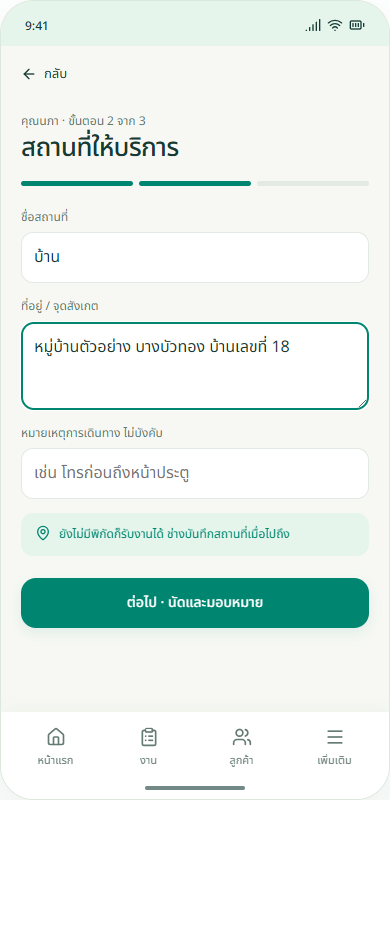 9:41
กลับ
คุณนภา · ขั้นตอน 2 จาก 3
สถานที่ให้บริการ
ชื่อสถานที่
บ้าน
ที่อยู่ / จุดสังเกต
หมู่บ้านตัวอย่าง บางบัวทอง บ้านเลขที่ 18
หมายเหตุการเดินทาง ไม่บังคับ
เช่น โทรก่อนถึงหน้าประตู
ยังไม่มีพิกัดก็รับงานได้ ช่างบันทึกสถานที่เมื่อไปถึง
ต่อไป · นัดและมอบหมาย
หน้าแรก
งาน
ลูกค้า
เพิ่มเติม